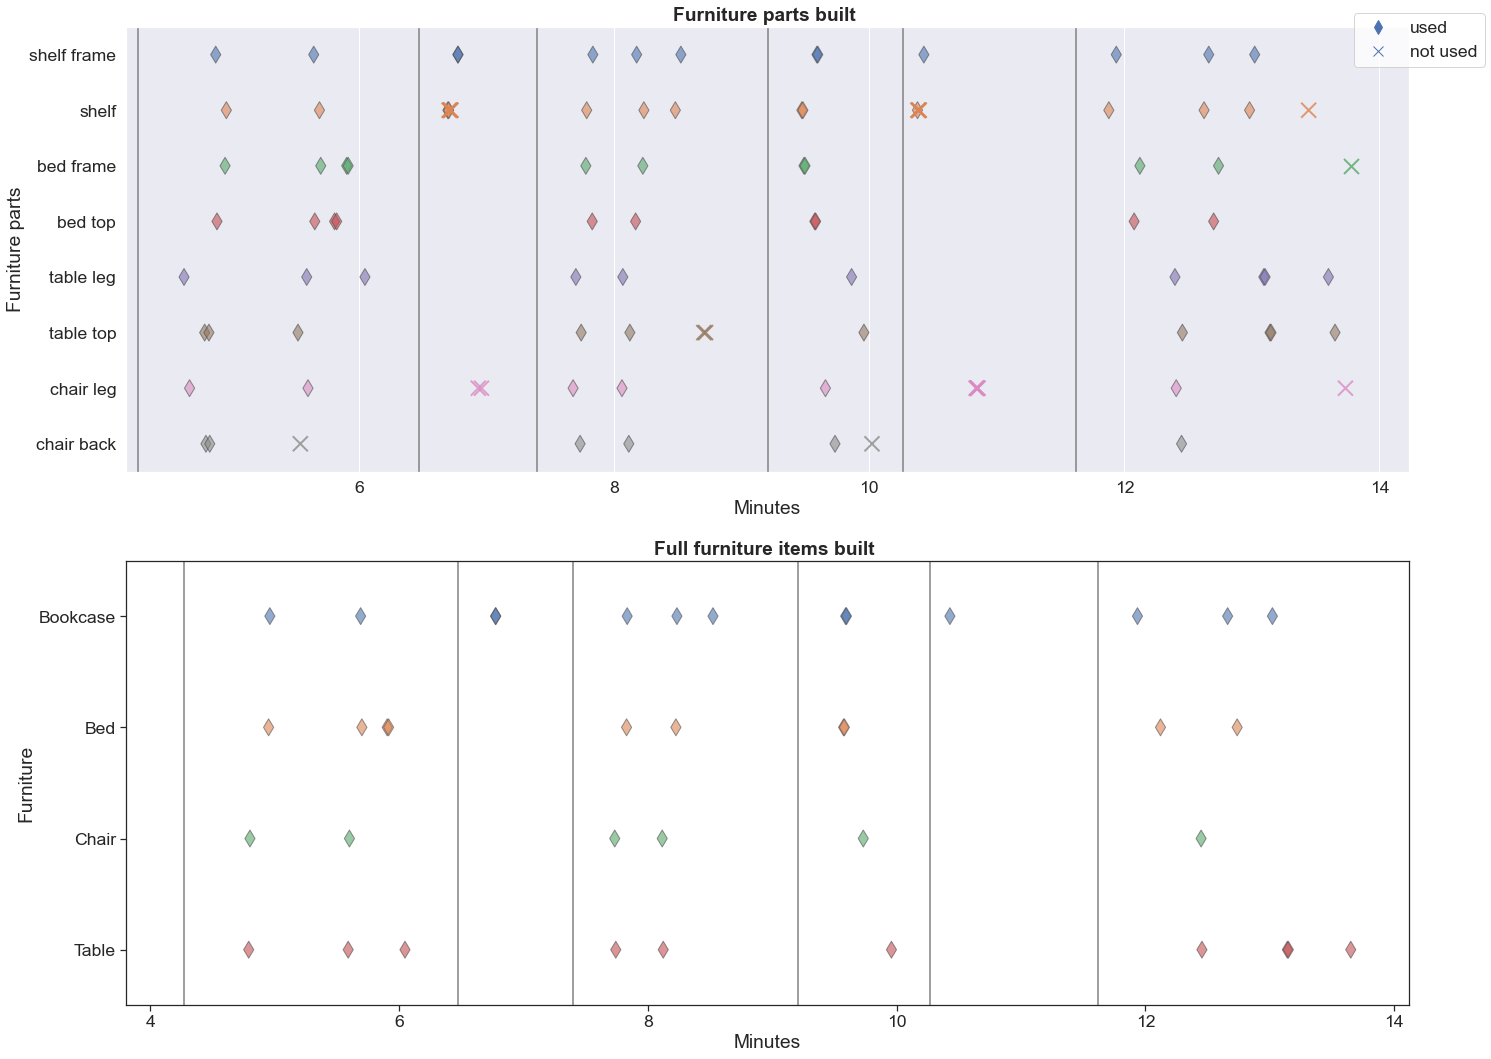 Furniture parts built
used
not used
Furniture parts
shelf frame
shelf
bed frame
bed top
table leg
table top
chair leg
chair back
6 8 10 12 14
Minutes
Full furniture items built
Furniture
Bookcase
Bed
Chair
Table
4 6 8 10 12 14
Minutes